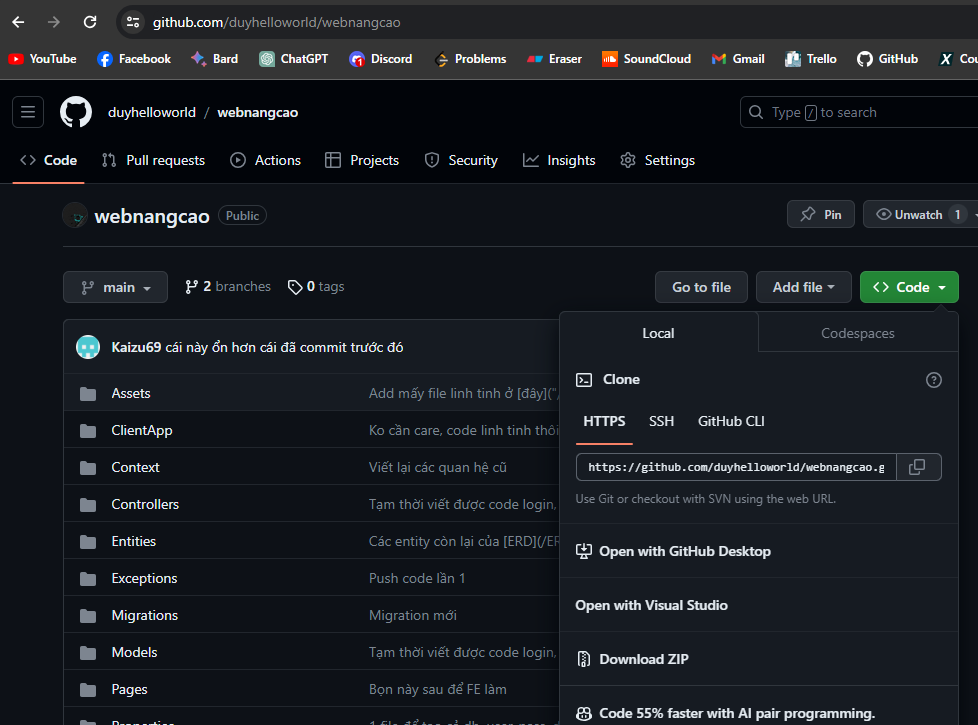 github.com/duyhelloworld/webnangcao
YouTube Facebook Bard ChatGPT Discord Problems Eraser SoundCloud Gmail Trello GitHub X Cou
duyhelloworld / webnangcao
Type / to search
Code Pull requests Actions Projects Security Insights Settings
webnangcao Public
Pin Unwatch 1
main 2 branches 0 tags
Go to file Add file Code
Local Codespaces
Kaizu69 cái này ổn hơn cái đã commit trước đó
Clone
Assets Add mấy file linh tinh ở [đây]("/
HTTPS SSH GitHub CLI
ClientApp Ko cần care, code linh tinh thôi
https://github.com/duyhelloworld/webnangcao.g
Context Viết lại các quan hệ cũ
Use Git or checkout with SVN using the web URL.
Controllers Tạm thời viết được code login,
Entities Các entity còn lại của [ERD](/ER
Open with GitHub Desktop
Exceptions Push code lần 1
Open with Visual Studio
Migrations Migration mới
Models Tạm thời viết được code login,
Download ZIP
Pages Bọn này sau để FE làm
Code 55% faster with AI pair programming.